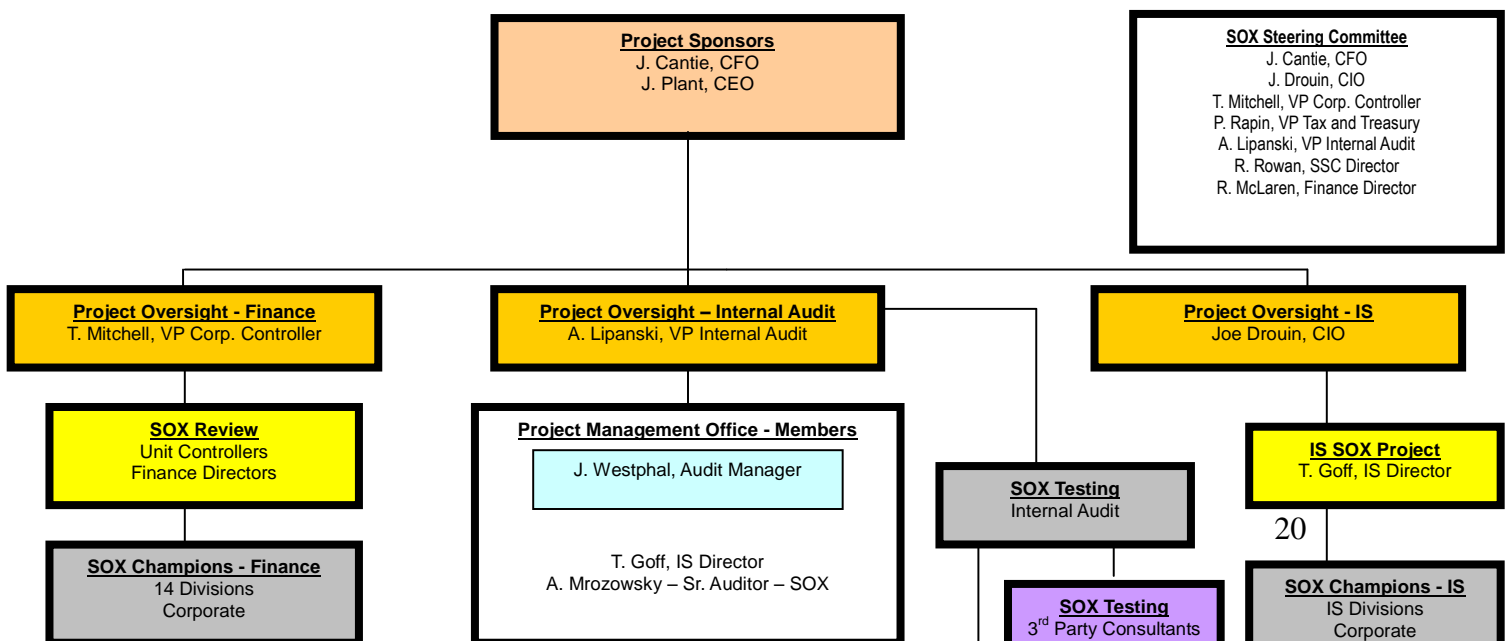 Project Sponsors
J. Cantie, CFO
J. Plant, CEO
SOX Steering Committee
J. Cantie, CFO
J. Drouin, CIO
T. Mitchell, VP Corp. Controller
P. Rapin, VP Tax and Treasury
A. Lipanski, VP Internal Audit
R. Rowan, SSC Director
R. McLaren, Finance Director
Project Oversight - Finance
T. Mitchell, VP Corp. Controller
Project Oversight – Internal Audit
A. Lipanski, VP Internal Audit
Project Oversight - IS
Joe Drouin, CIO
SOX Review
Unit Controllers
Finance Directors
Project Management Office - Members
J. Westphal, Audit Manager
T. Goff, IS Director
A. Mrozowsky – Sr. Auditor – SOX
SOX Testing
Internal Audit
IS SOX Project
T. Goff, IS Director
20
SOX Champions - Finance
14 Divisions
Corporate
SOX Testing
3rd Party Consultants
SOX Champions - IS
IS Divisions
Corporate